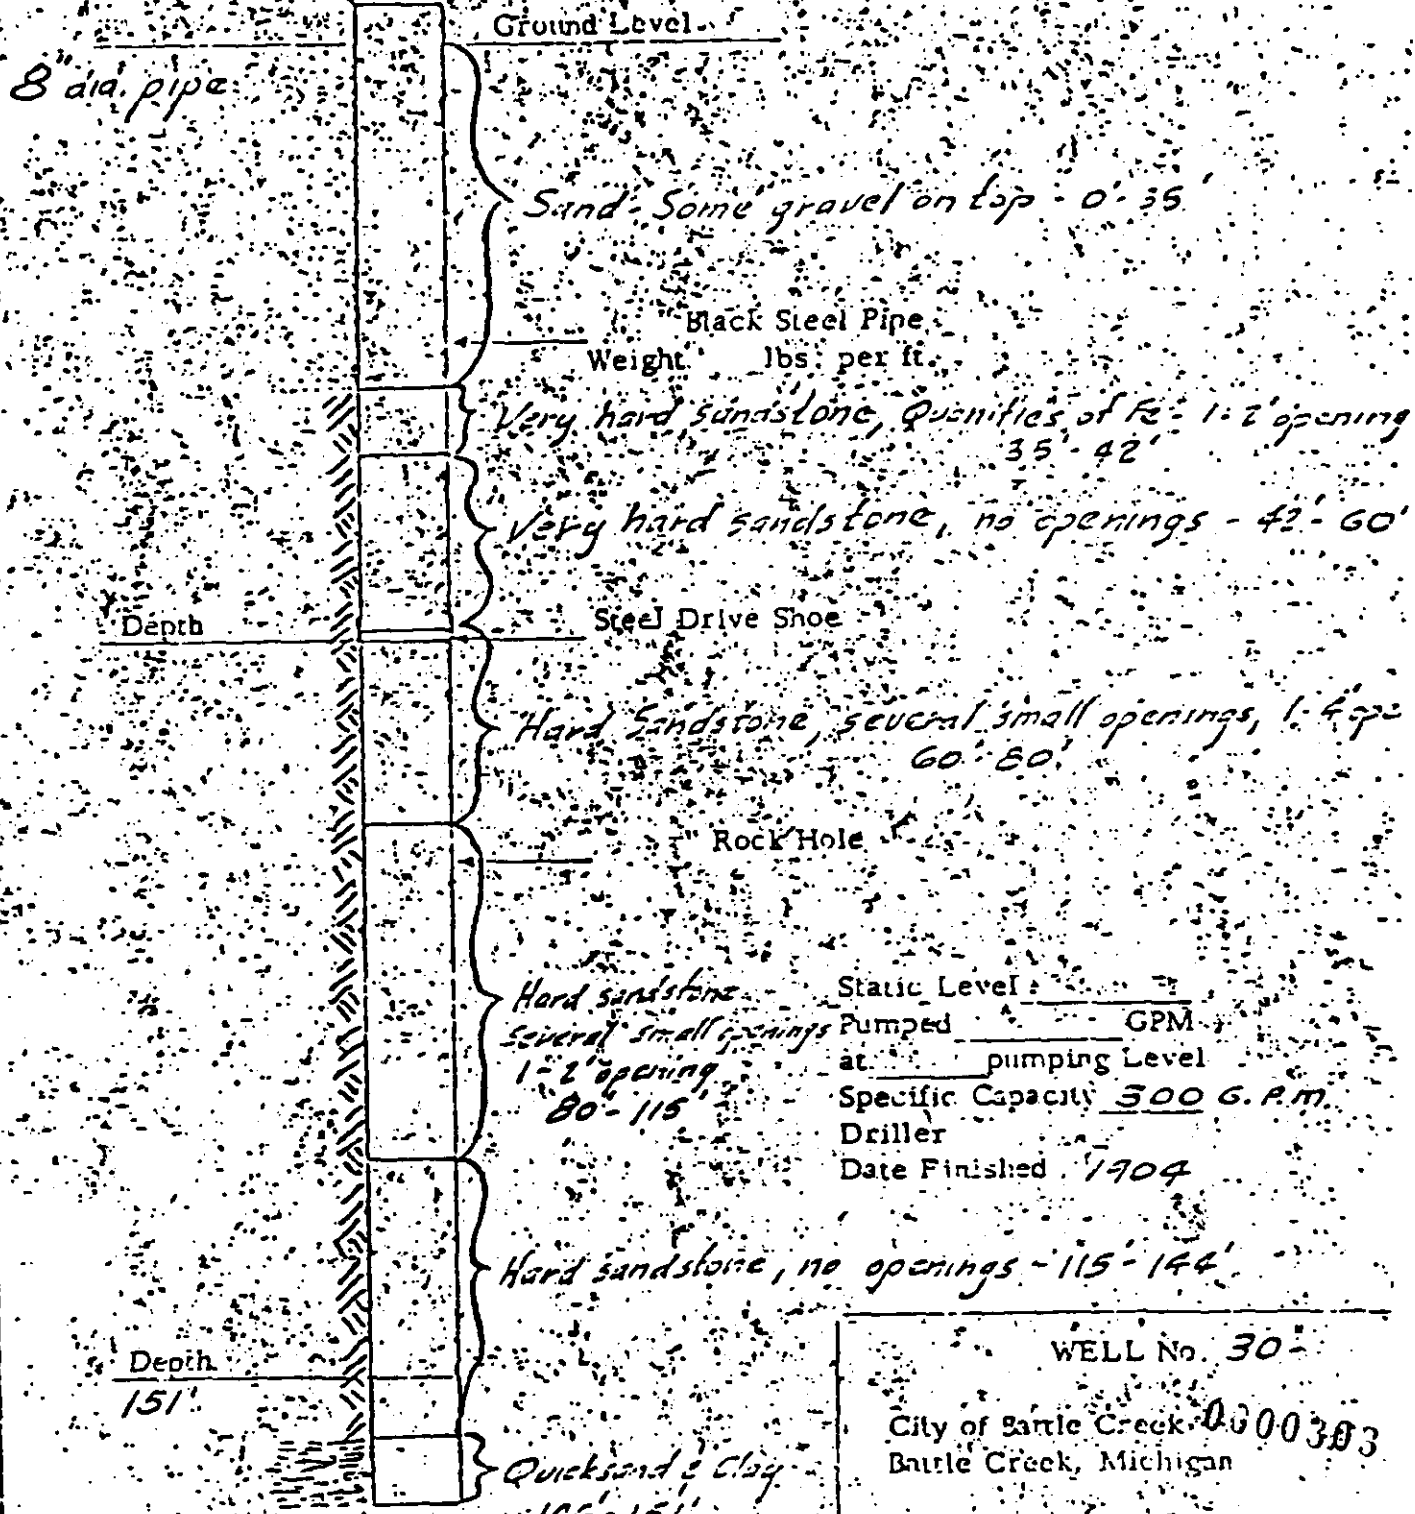 Ground Level
8" dia. pipe
Sand - Some gravel on top - 0'-35'
Black Steel Pipe
Weight lbs. per ft.
Very hard sandstone, Quanifies of Fe - 1-2' opening
35'-42'
Very hard sandstone, no openings - 42'-60'
Depth
Steel Drive Shoe
Hard Sandstone, several small openings, 1-4'
60'-80'
" Rock Hole
Hard sandstone
several small openings
1-2' opening
80'-115'
Static Level
Pumped GPM
at pumping Level
Specific Capacity 300 G.P.M.
Driller
Date Finished 1904
Hard sandstone, no openings - 115'-144'
Depth
151'
WELL No. 30
City of Battle Creek 0000303
Battle Creek, Michigan
Quicksand & Clay